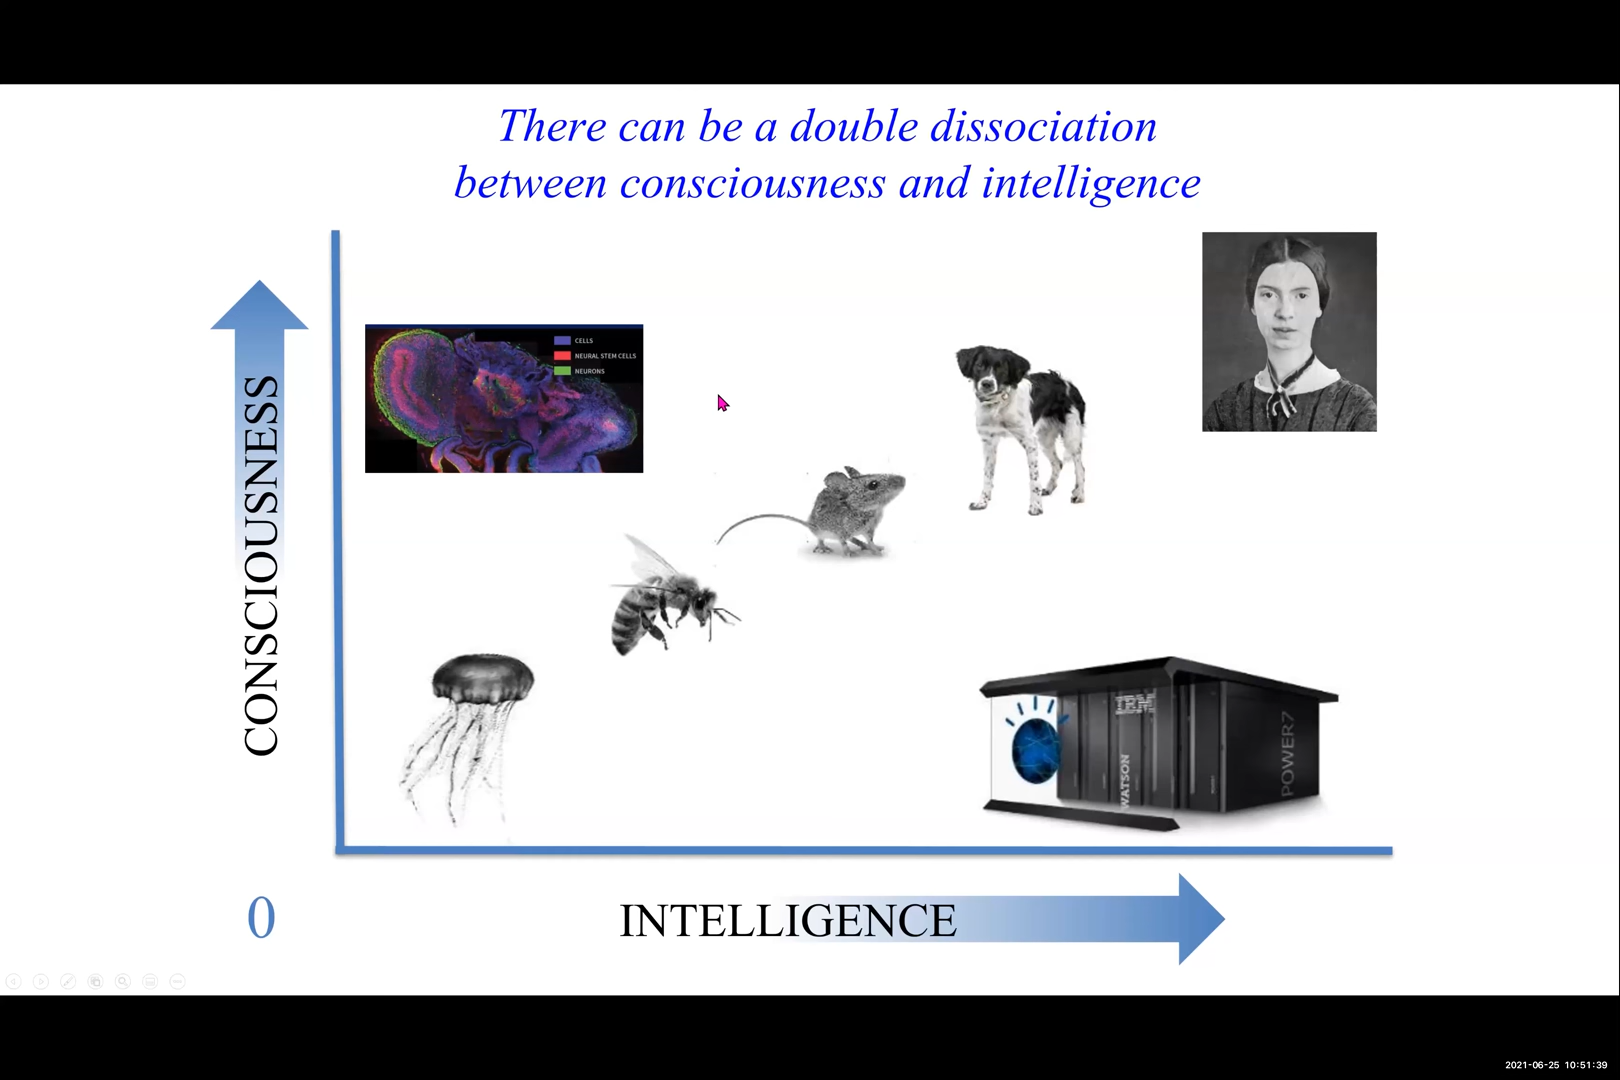 There can be a double dissociation
between consciousness and intelligence
CELLS
NEURAL STEM CELLS
NEURONS
CONSCIOUSNESS
IBM
WATSON
POWER7
0
INTELLIGENCE
2021-06-25 10:51:39